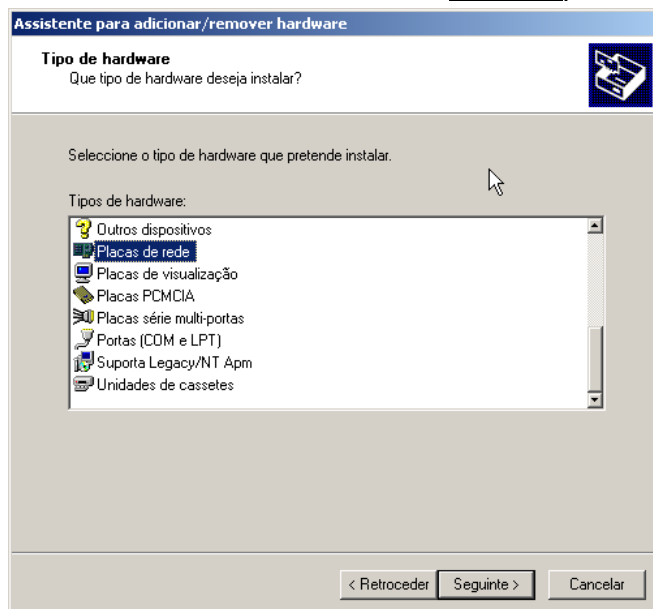 Assistente para adicionar/remover hardware
Tipo de hardware
Que tipo de hardware deseja instalar?
Seleccione o tipo de hardware que pretende instalar.
Tipos de hardware:
Outros dispositivos
Placas de rede
Placas de visualização
Placas PCMCIA
Placas série multi-portas
Portas (COM e LPT)
Suporta Legacy/NT Apm
Unidades de cassetes
< Retroceder
Seguinte >
Cancelar